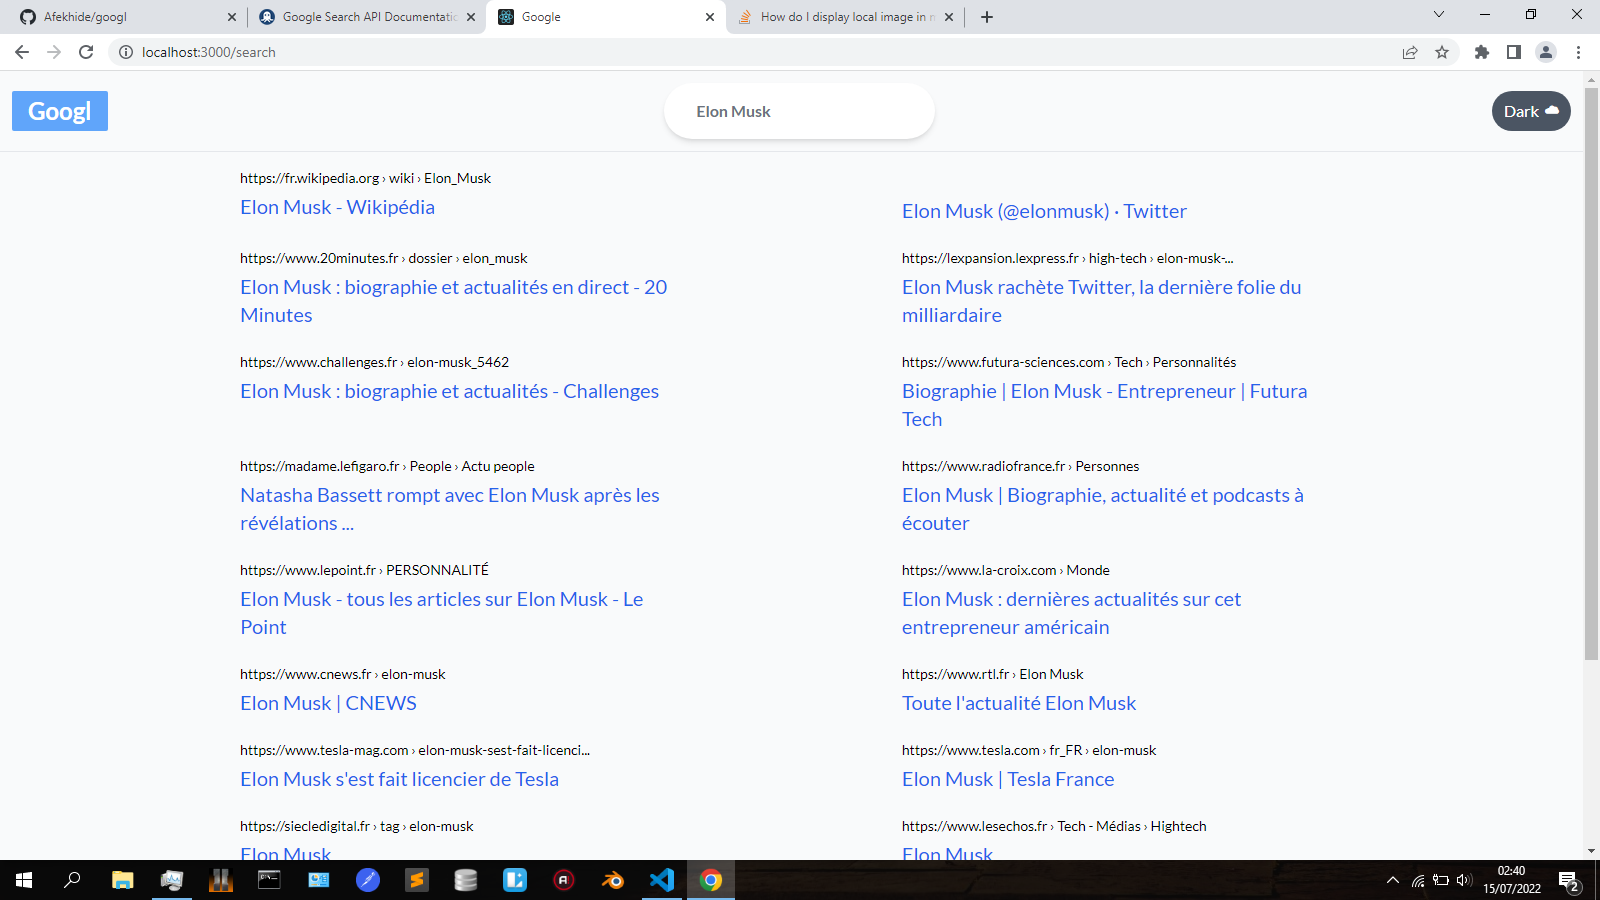 Afekhide/googl
Google Search API Documentatio
Google
How do I display local image in m
localhost:3000/search
Googl
Elon Musk
Dark
https://fr.wikipedia.org › wiki › Elon_Musk
Elon Musk - Wikipédia
Elon Musk (@elonmusk) · Twitter
https://www.20minutes.fr › dossier › elon_musk
Elon Musk : biographie et actualités en direct - 20
Minutes
https://lexpansion.lexpress.fr › high-tech › elon-musk-...
Elon Musk rachète Twitter, la dernière folie du
milliardaire
https://www.challenges.fr › elon-musk_5462
Elon Musk : biographie et actualités - Challenges
https://www.futura-sciences.com › Tech › Personnalités
Biographie | Elon Musk - Entrepreneur | Futura
Tech
https://madame.lefigaro.fr › People › Actu people
Natasha Bassett rompt avec Elon Musk après les
révélations ...
https://www.radiofrance.fr › Personnes
Elon Musk | Biographie, actualité et podcasts à
écouter
https://www.lepoint.fr › PERSONNALITÉ
Elon Musk - tous les articles sur Elon Musk - Le
Point
https://www.la-croix.com › Monde
Elon Musk : dernières actualités sur cet
entrepreneur américain
https://www.cnews.fr › elon-musk
Elon Musk | CNEWS
https://www.rtl.fr › Elon Musk
Toute l'actualité Elon Musk
https://www.tesla-mag.com › elon-musk-sest-fait-licenci...
Elon Musk s'est fait licencier de Tesla
https://www.tesla.com › fr_FR › elon-musk
Elon Musk | Tesla France
https://siecledigital.fr › tag › elon-musk
Elon Musk
https://www.lesechos.fr › Tech - Médias › Hightech
Elon Musk
02:40
15/07/2022
2